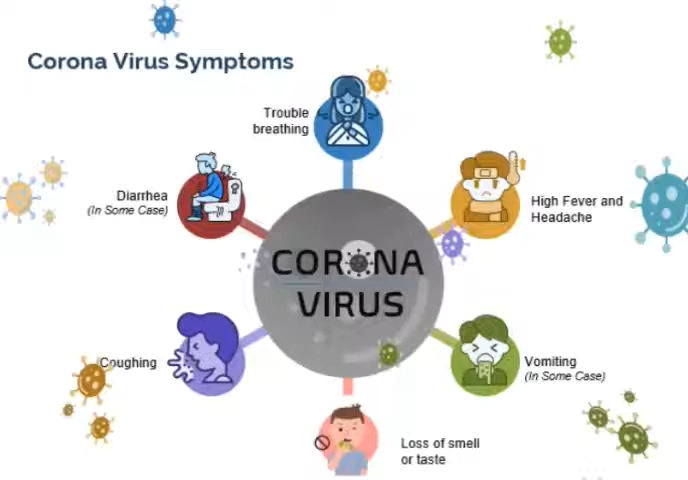 Corona Virus Symptoms
Trouble
breathing
Diarrhea
(In Some Case)
High Fever and
Headache
CORONA
VIRUS
Coughing
Vomiting
(In Some Case)
Loss of smell
or taste